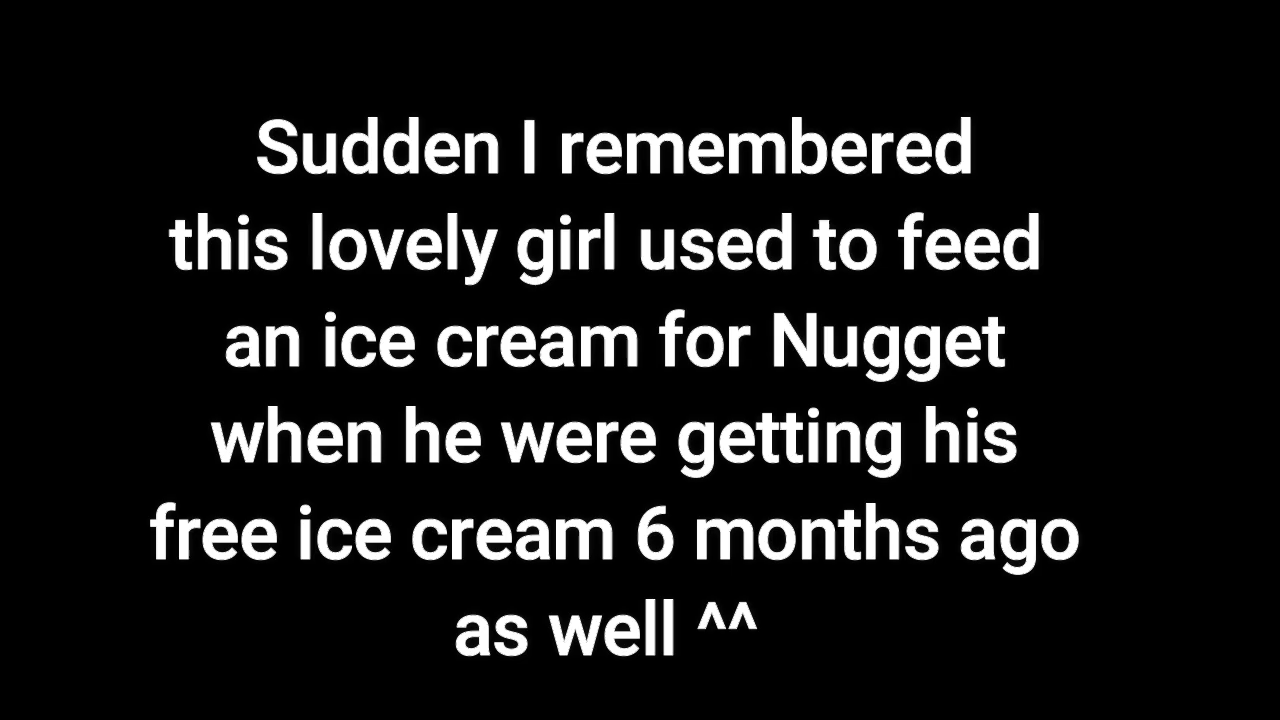 Sudden I remembered
this lovely girl used to feed
an ice cream for Nugget
when he were getting his
free ice cream 6 months ago
as well ^^